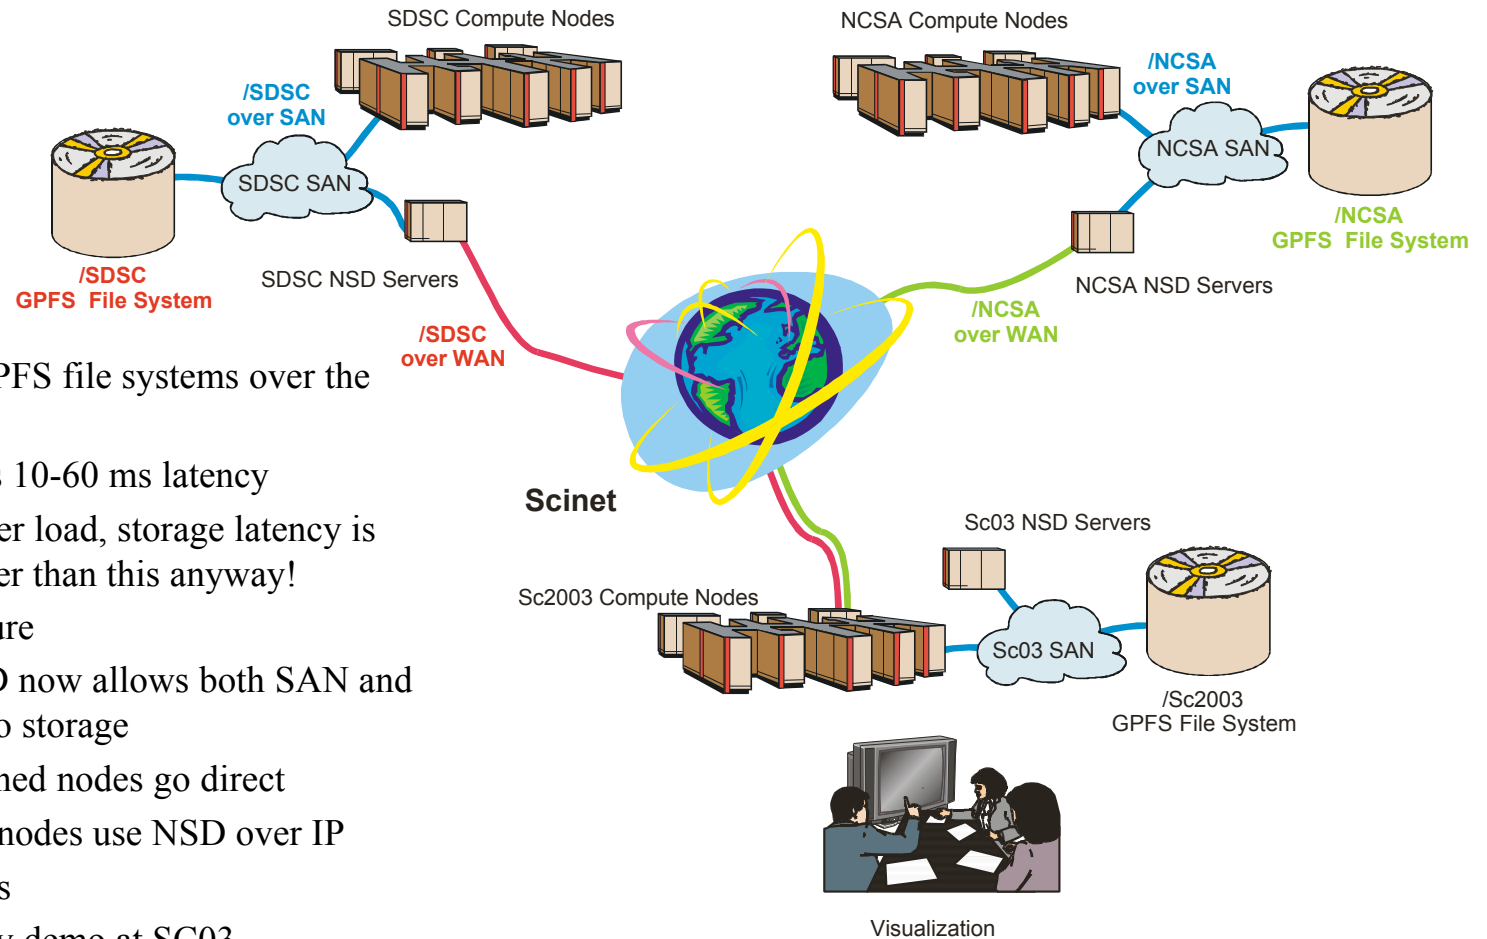 SDSC Compute Nodes
NCSA Compute Nodes
/SDSC
over SAN
/NCSA
over SAN
SDSC SAN
NCSA SAN
/SDSC
GPFS File System
SDSC NSD Servers
/NCSA
GPFS File System
NCSA NSD Servers
/SDSC
over WAN
/NCSA
over WAN
Scinet
PFS file systems over the
s 10-60 ms latency
er load, storage latency is
er than this anyway!
ure
D now allows both SAN and
o storage
ned nodes go direct
nodes use NSD over IP
s
y demo at SC03
Sc03 NSD Servers
Sc2003 Compute Nodes
Sc03 SAN
/Sc2003
GPFS File System
Visualization